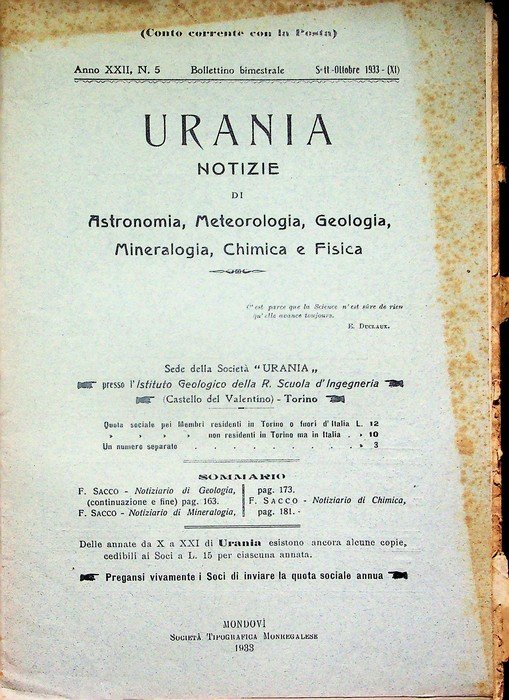 (Conto corrente con la Posta)
Anno XXII, N. 5 Bollettino bimestrale Sett-Ottobre 1933 - (XI)
URANIA
NOTIZIE
DI
Astronomia, Meteorologia, Geologia,
Mineralogia, Chimica e Fisica
C'est parce que la Science n'est sûre de rien
qu'elle avance toujours.
E. Duclaux.
Sede della Società "URANIA„
presso l'Istituto Geologico della R. Scuola d'Ingegneria
(Castello del Valentino) - Torino
Quota sociale pei Membri residenti in Torino o fuori d'Italia L. 12
» » » » non residenti in Torino ma in Italia . » 10
Un numero separato . . . . . . . . . . » 3
SOMMARIO
F. Sacco - Notiziario di Geologia,
(continuazione e fine) pag. 163.
F. Sacco - Notiziario di Mineralogia,
pag. 173.
F. Sacco - Notiziario di Chimica,
pag. 181. -
Delle annate da X a XXI di Urania esistono ancora alcune copie,
cedibili ai Soci a L. 15 per ciascuna annata.
Pregansi vivamente i Soci di inviare la quota sociale annua
MONDOVÌ
Società Tipografica Monregalese
1933